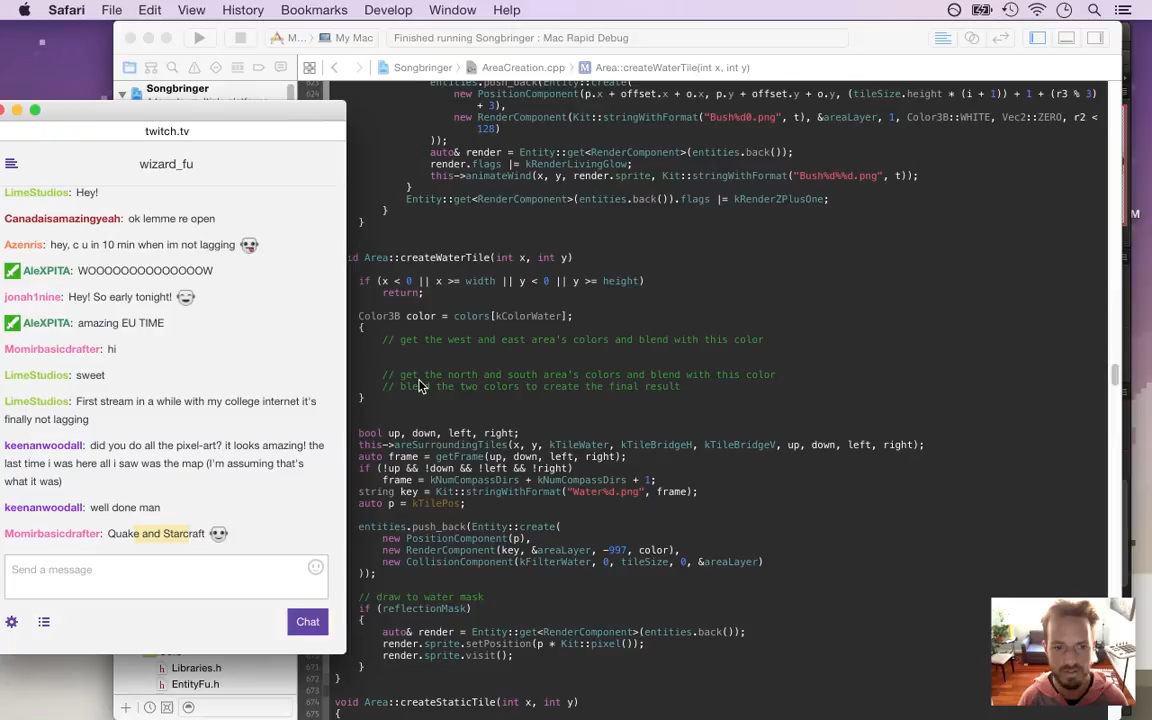 Safari File Edit View History Bookmarks Develop Window Help
M... My Mac Finished running Songbringer : Mac Rapid Debug
Songbringer AreaCreation.cpp M Area::createWaterTile(int x, int y)
Songbringer
twitch.tv
wizard_fu
LimeStudios: Hey!
Canadaisamazingyeah: ok lemme re open
Azenris: hey, c u in 10 min when im not lagging
AleXPITA: WOOOOOOOOOOOOOOW
jonah1nine: Hey! So early tonight!
AleXPITA: amazing EU TIME
Momirbasicdrafter: hi
LimeStudios: sweet
LimeStudios: First stream in a while with my college internet it's
finally not lagging
keenanwoodall: did you do all the pixel-art? it looks amazing! the
last time i was here all i saw was the map (I'm assuming that's
what it was)
keenanwoodall: well done man
Momirbasicdrafter: Quake and Starcraft
Send a message
Chat
Libraries.h
EntityFu.h
entities.push_back(Entity::create(
624 new PositionComponent(p.x + offset.x + o.x, p.y + offset.y + o.y, (tileSize.height * (i + 1)) + 1 + (r3 % 3)
+ 3),
new RenderComponent(Kit::stringWithFormat("Bush%d0.png", t), &areaLayer, 1, Color3B::WHITE, Vec2::ZERO, r2 <
128)
));
auto& render = Entity::get<RenderComponent>(entities.back());
render.flags |= kRenderLivingGlow;
this->animateWind(x, y, render.sprite, Kit::stringWithFormat("Bush%d%%d.png", t));
}
Entity::get<RenderComponent>(entities.back()).flags |= kRenderZPlusOne;
}
}
id Area::createWaterTile(int x, int y)
if (x < 0 || x >= width || y < 0 || y >= height)
return;
Color3B color = colors[kColorWater];
{
// get the west and east area's colors and blend with this color
// get the north and south area's colors and blend with this color
// blend the two colors to create the final result
}
bool up, down, left, right;
this->areSurroundingTiles(x, y, kTileWater, kTileBridgeH, kTileBridgeV, up, down, left, right);
auto frame = getFrame(up, down, left, right);
if (!up && !down && !left && !right)
frame = kNumCompassDirs + kNumCompassDirs + 1;
string key = Kit::stringWithFormat("Water%d.png", frame);
auto p = kTilePos;
entities.push_back(Entity::create(
new PositionComponent(p),
new RenderComponent(key, &areaLayer, -997, color),
new CollisionComponent(kFilterWater, 0, tileSize, 0, &areaLayer)
));
// draw to water mask
if (reflectionMask)
{
auto& render = Entity::get<RenderComponent>(entities.back());
render.sprite.setPosition(p * Kit::pixel());
render.sprite.visit();
671 }
672 }
673
674 void Area::createStaticTile(int x, int y)
675 {
M